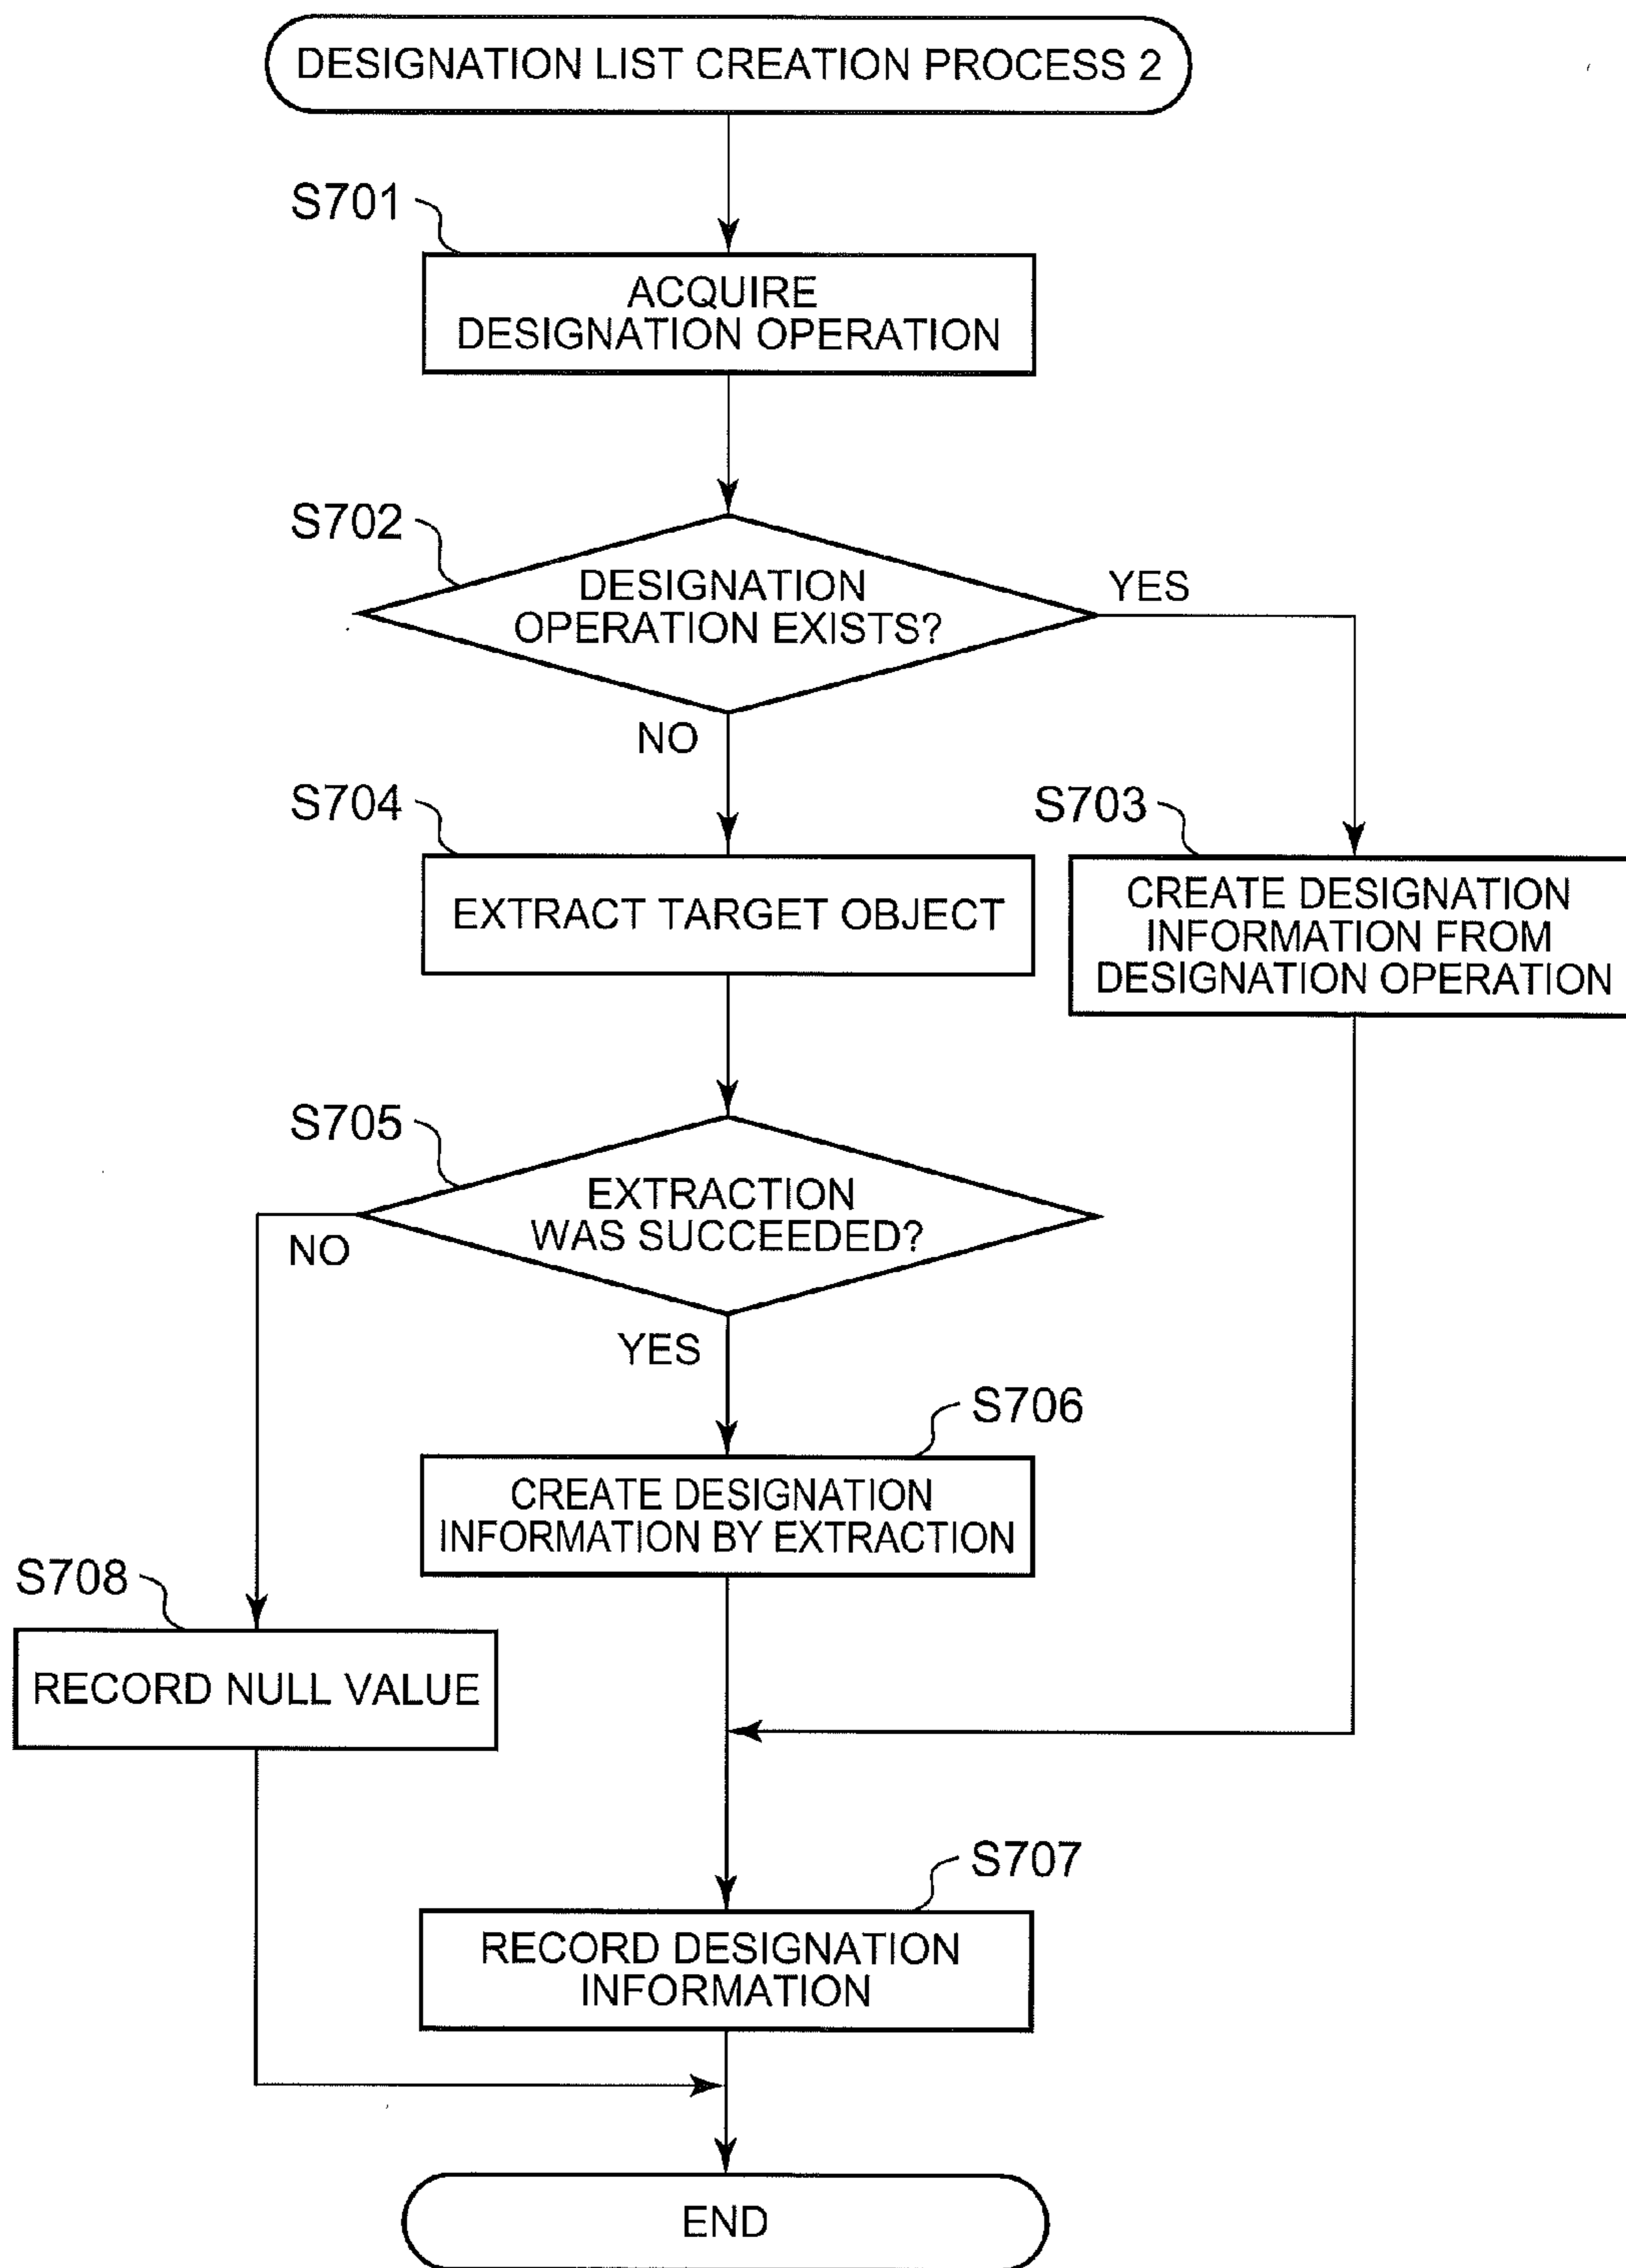 DESIGNATION LIST CREATION PROCESS 2
S701
ACQUIRE
DESIGNATION OPERATION
S702
DESIGNATION
OPERATION EXISTS?
YES
NO
S704
EXTRACT TARGET OBJECT
S703
CREATE DESIGNATION
INFORMATION FROM
DESIGNATION OPERATION
S705
EXTRACTION
WAS SUCCEEDED?
NO
YES
S706
CREATE DESIGNATION
INFORMATION BY EXTRACTION
S708
RECORD NULL VALUE
S707
RECORD DESIGNATION
INFORMATION
END